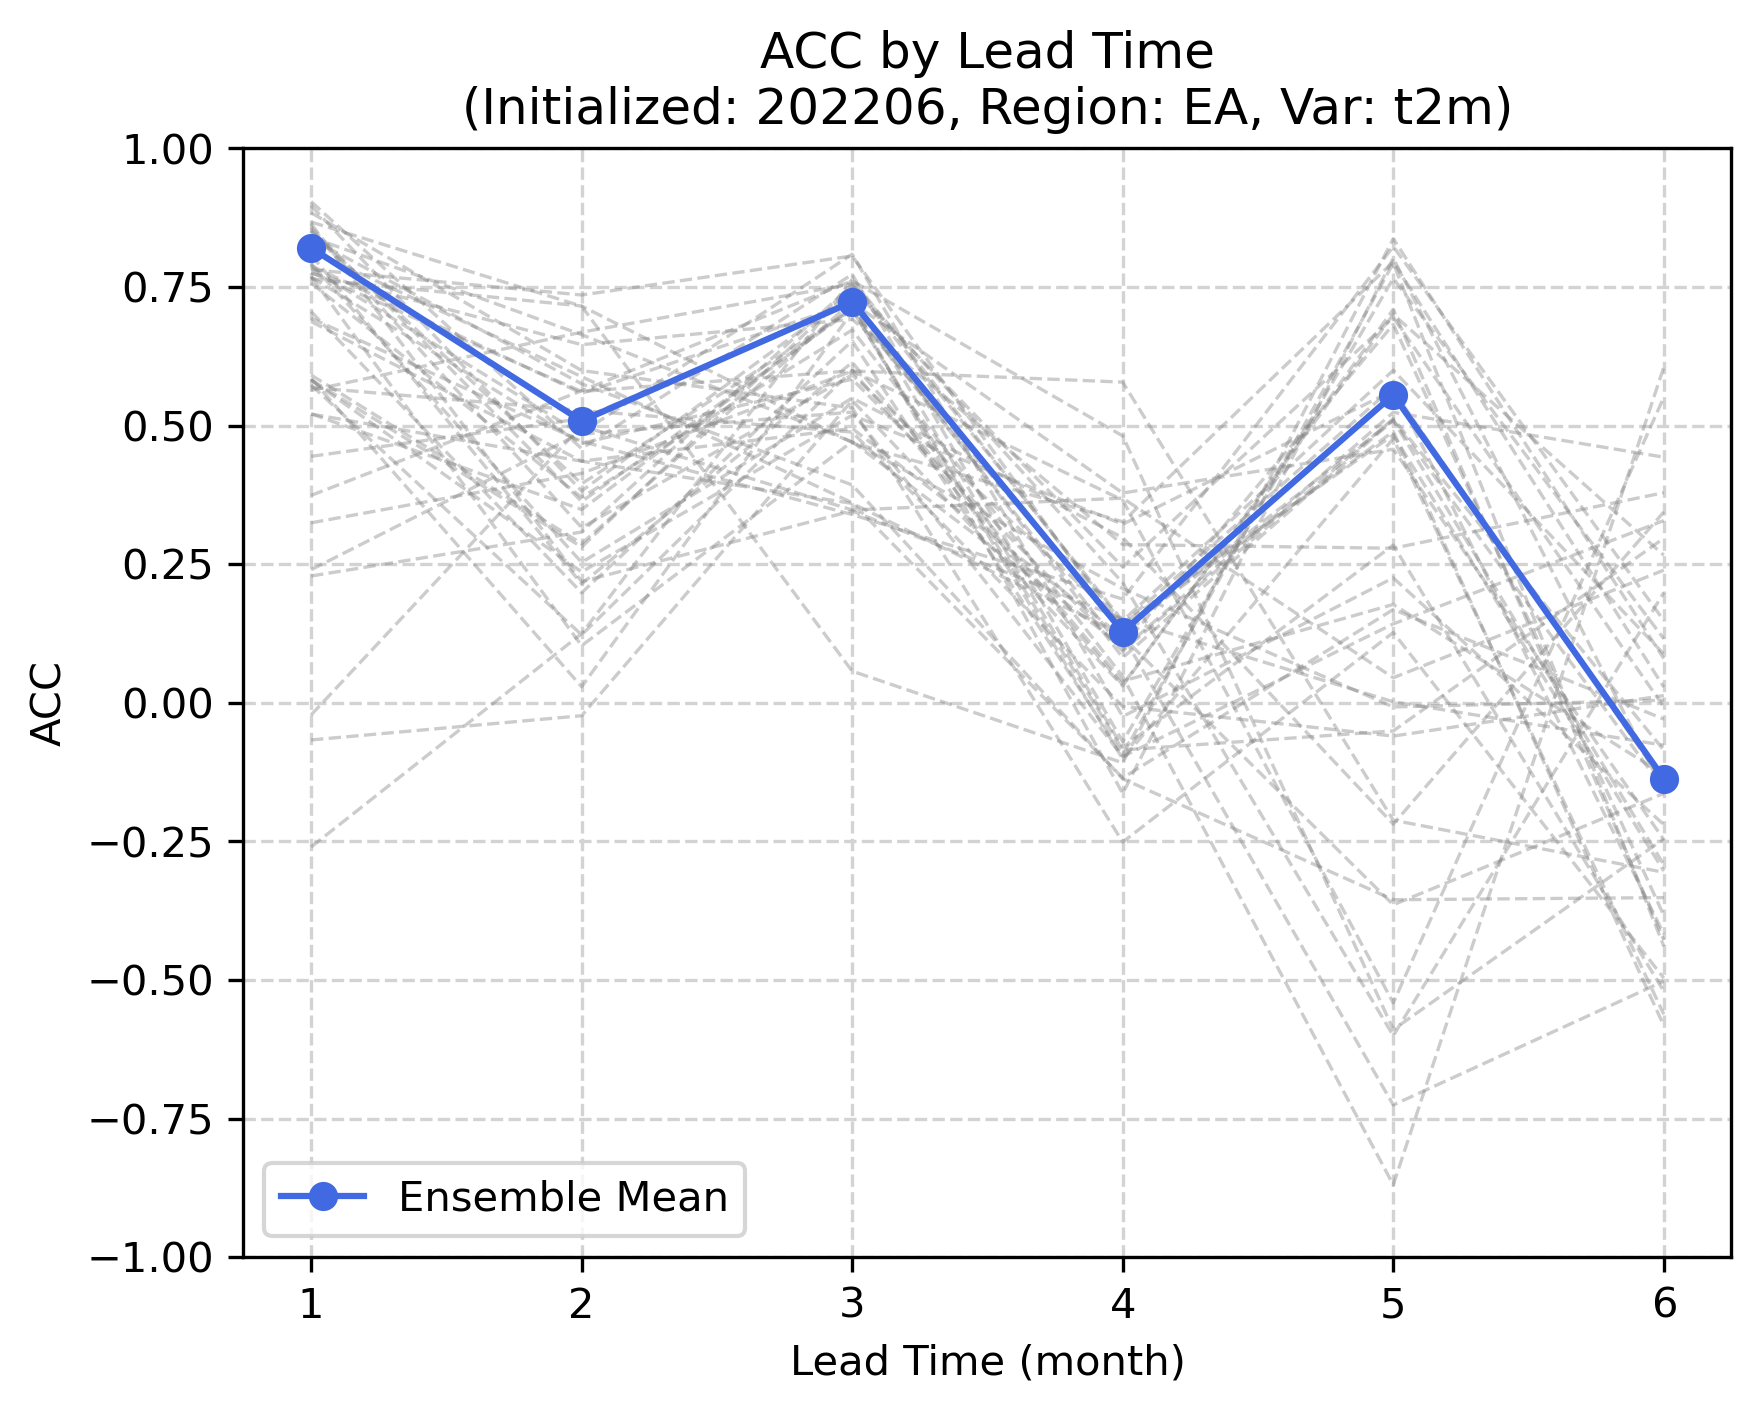 ACC by Lead Time
(Initialized: 202206, Region: EA, Var: t2m)
1.00
0.75
0.50
0.25
0.00
−0.25
−0.50
−0.75
−1.00
ACC
Ensemble Mean
1 2 3 4 5 6
Lead Time (month)